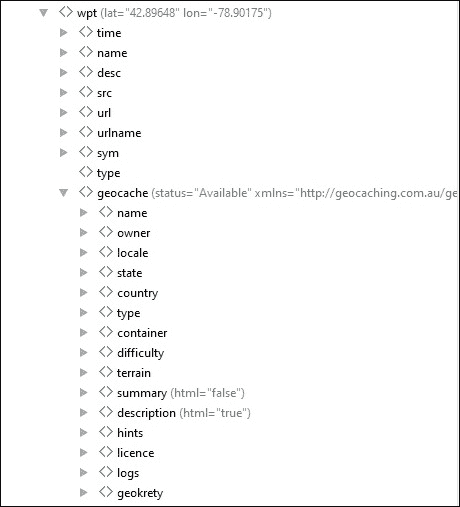 wpt (lat="42.89648" lon="-78.90175")
time
name
desc
src
url
urlname
sym
type
geocache (status="Available" xmlns="http://geocaching.com.au/ge
name
owner
locale
state
country
type
container
difficulty
terrain
summary (html="false")
description (html="true")
hints
licence
logs
geokrety